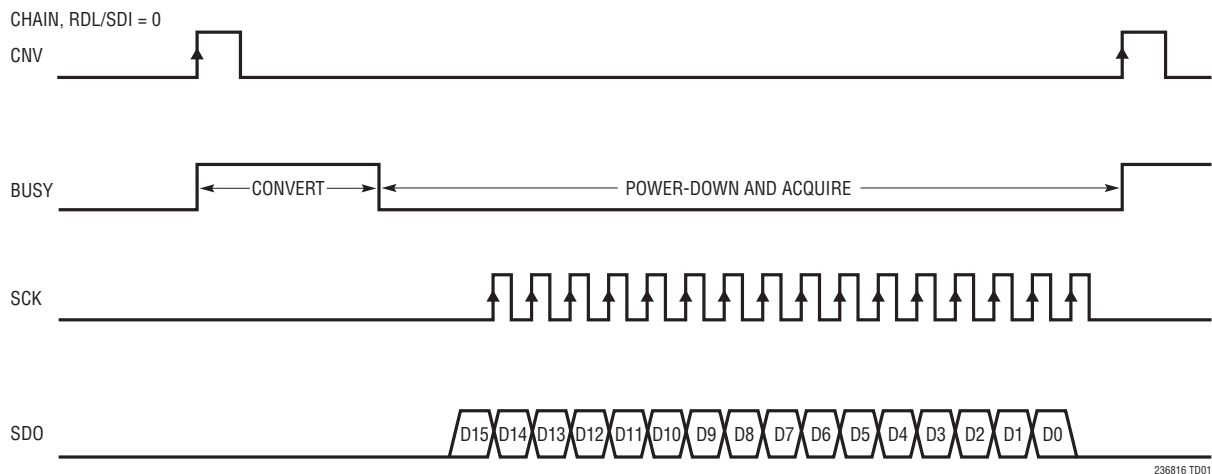 CHAIN, RDL/SDI = 0
CNV
BUSY
CONVERT
POWER-DOWN AND ACQUIRE
SCK
SDO
D15 D14 D13 D12 D11 D10 D9 D8 D7 D6 D5 D4 D3 D2 D1 D0
236816 TD01